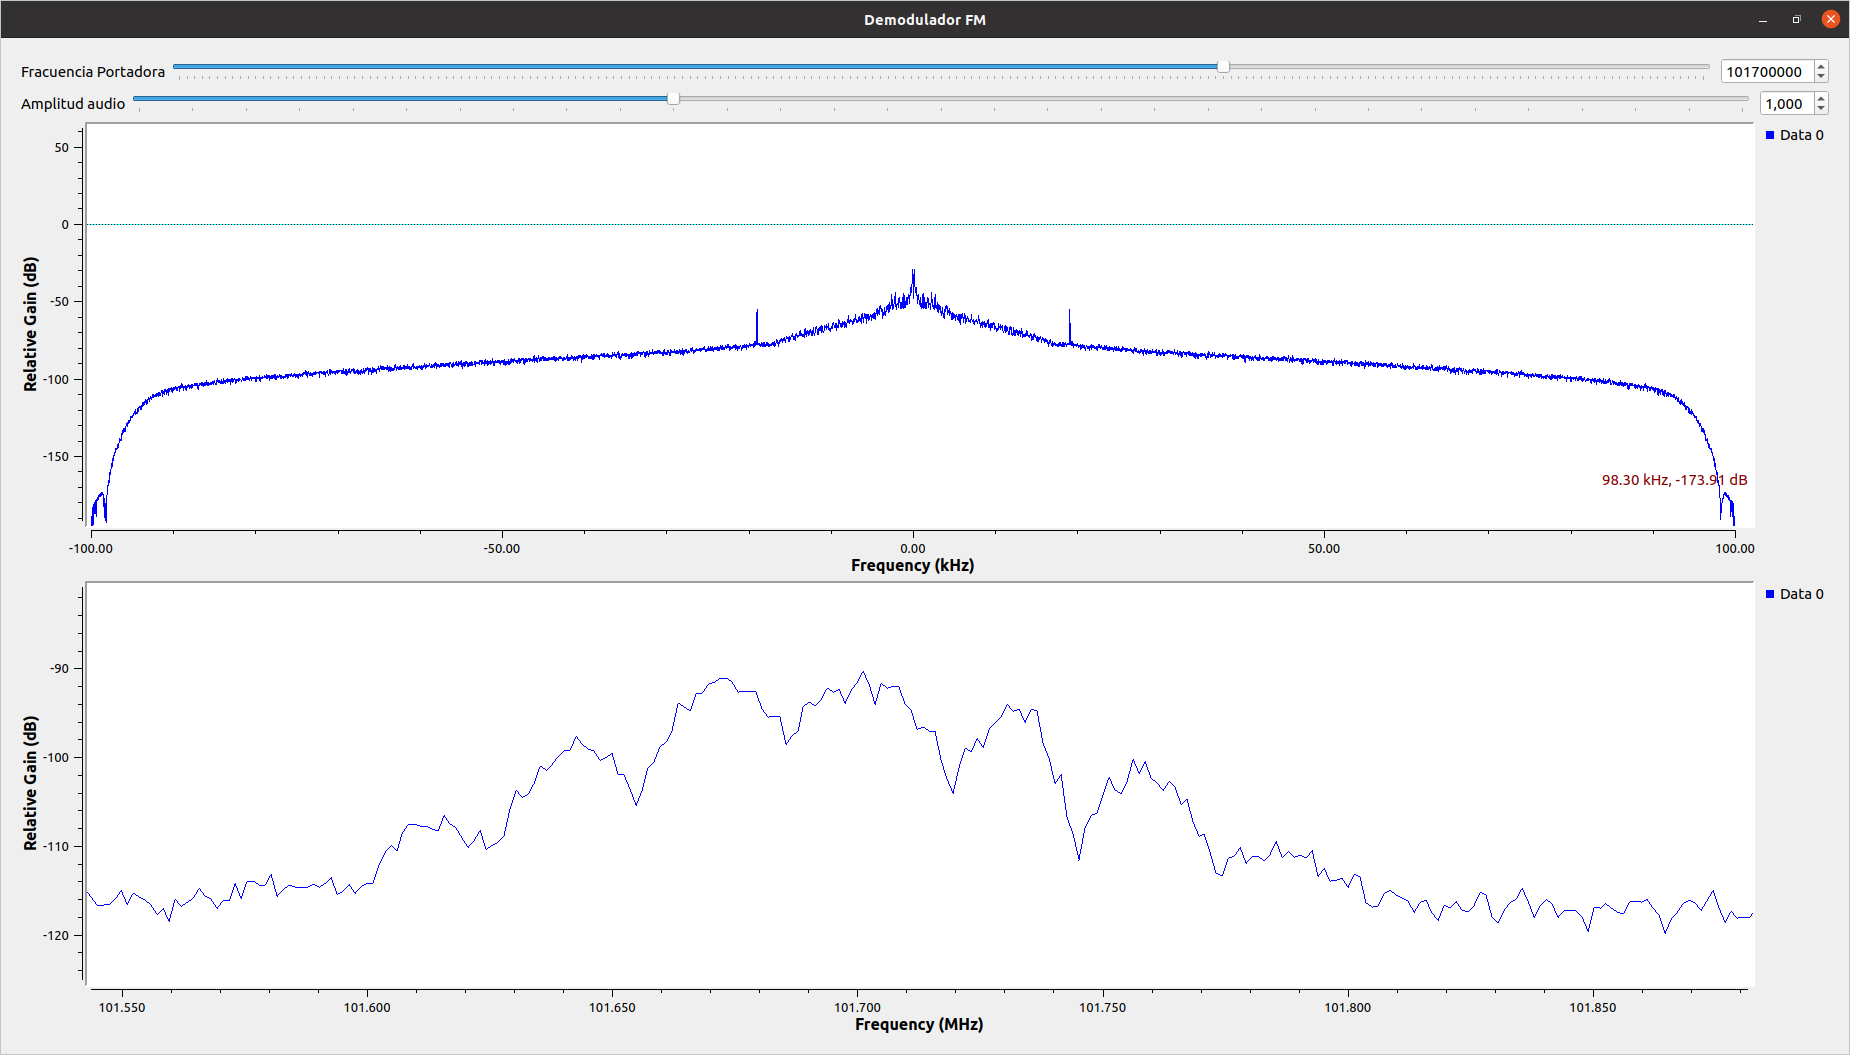 Demodulador FM
Fracuencia Portadora
101700000
Amplitud audio
1,000
Data 0
50
0
-50
-100
-150
Relative Gain (dB)
98.30 kHz, -173.91 dB
-100.00 -50.00 0.00 50.00 100.00
Frequency (kHz)
Data 0
-90
-100
-110
-120
Relative Gain (dB)
101.550 101.600 101.650 101.700 101.750 101.800 101.850
Frequency (MHz)